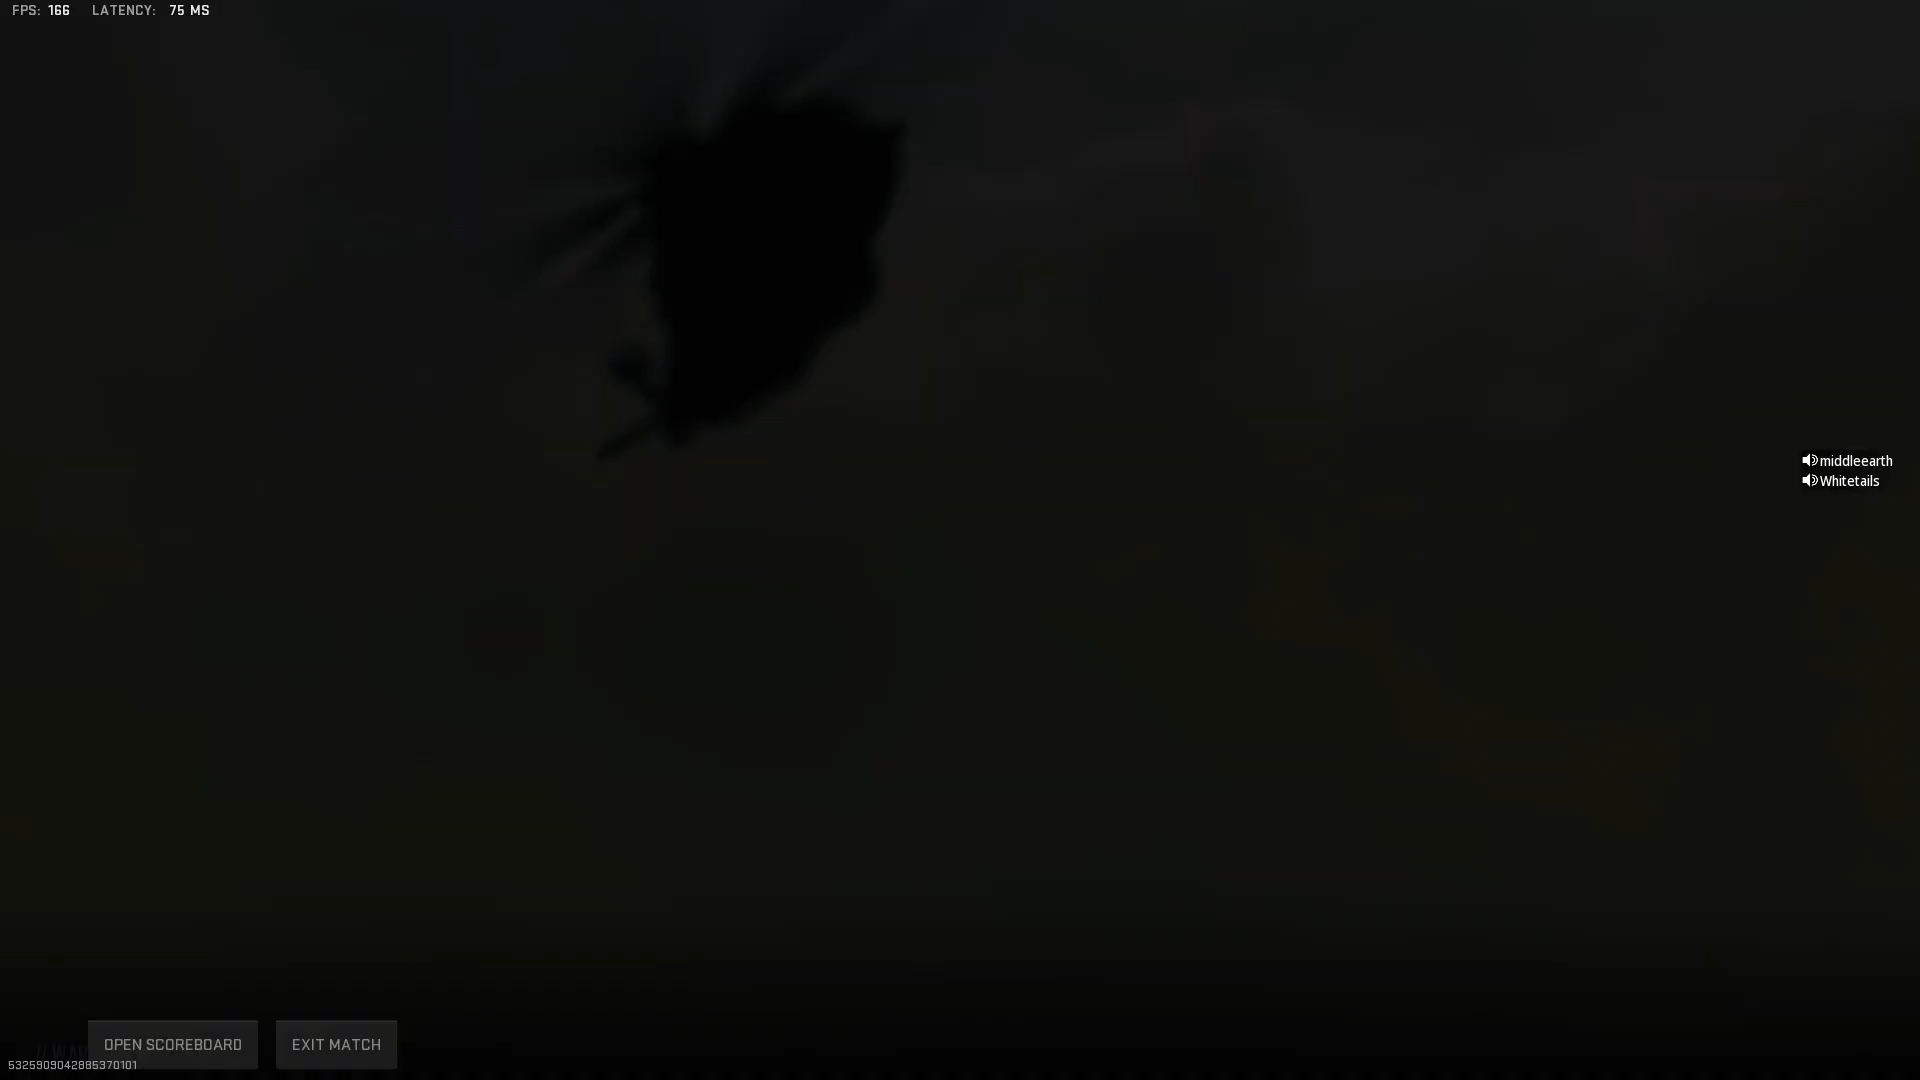 FPS: 166 LATENCY: 75 MS
middleearth
Whitetails
OPEN SCOREBOARD EXIT MATCH
5325909042885370101